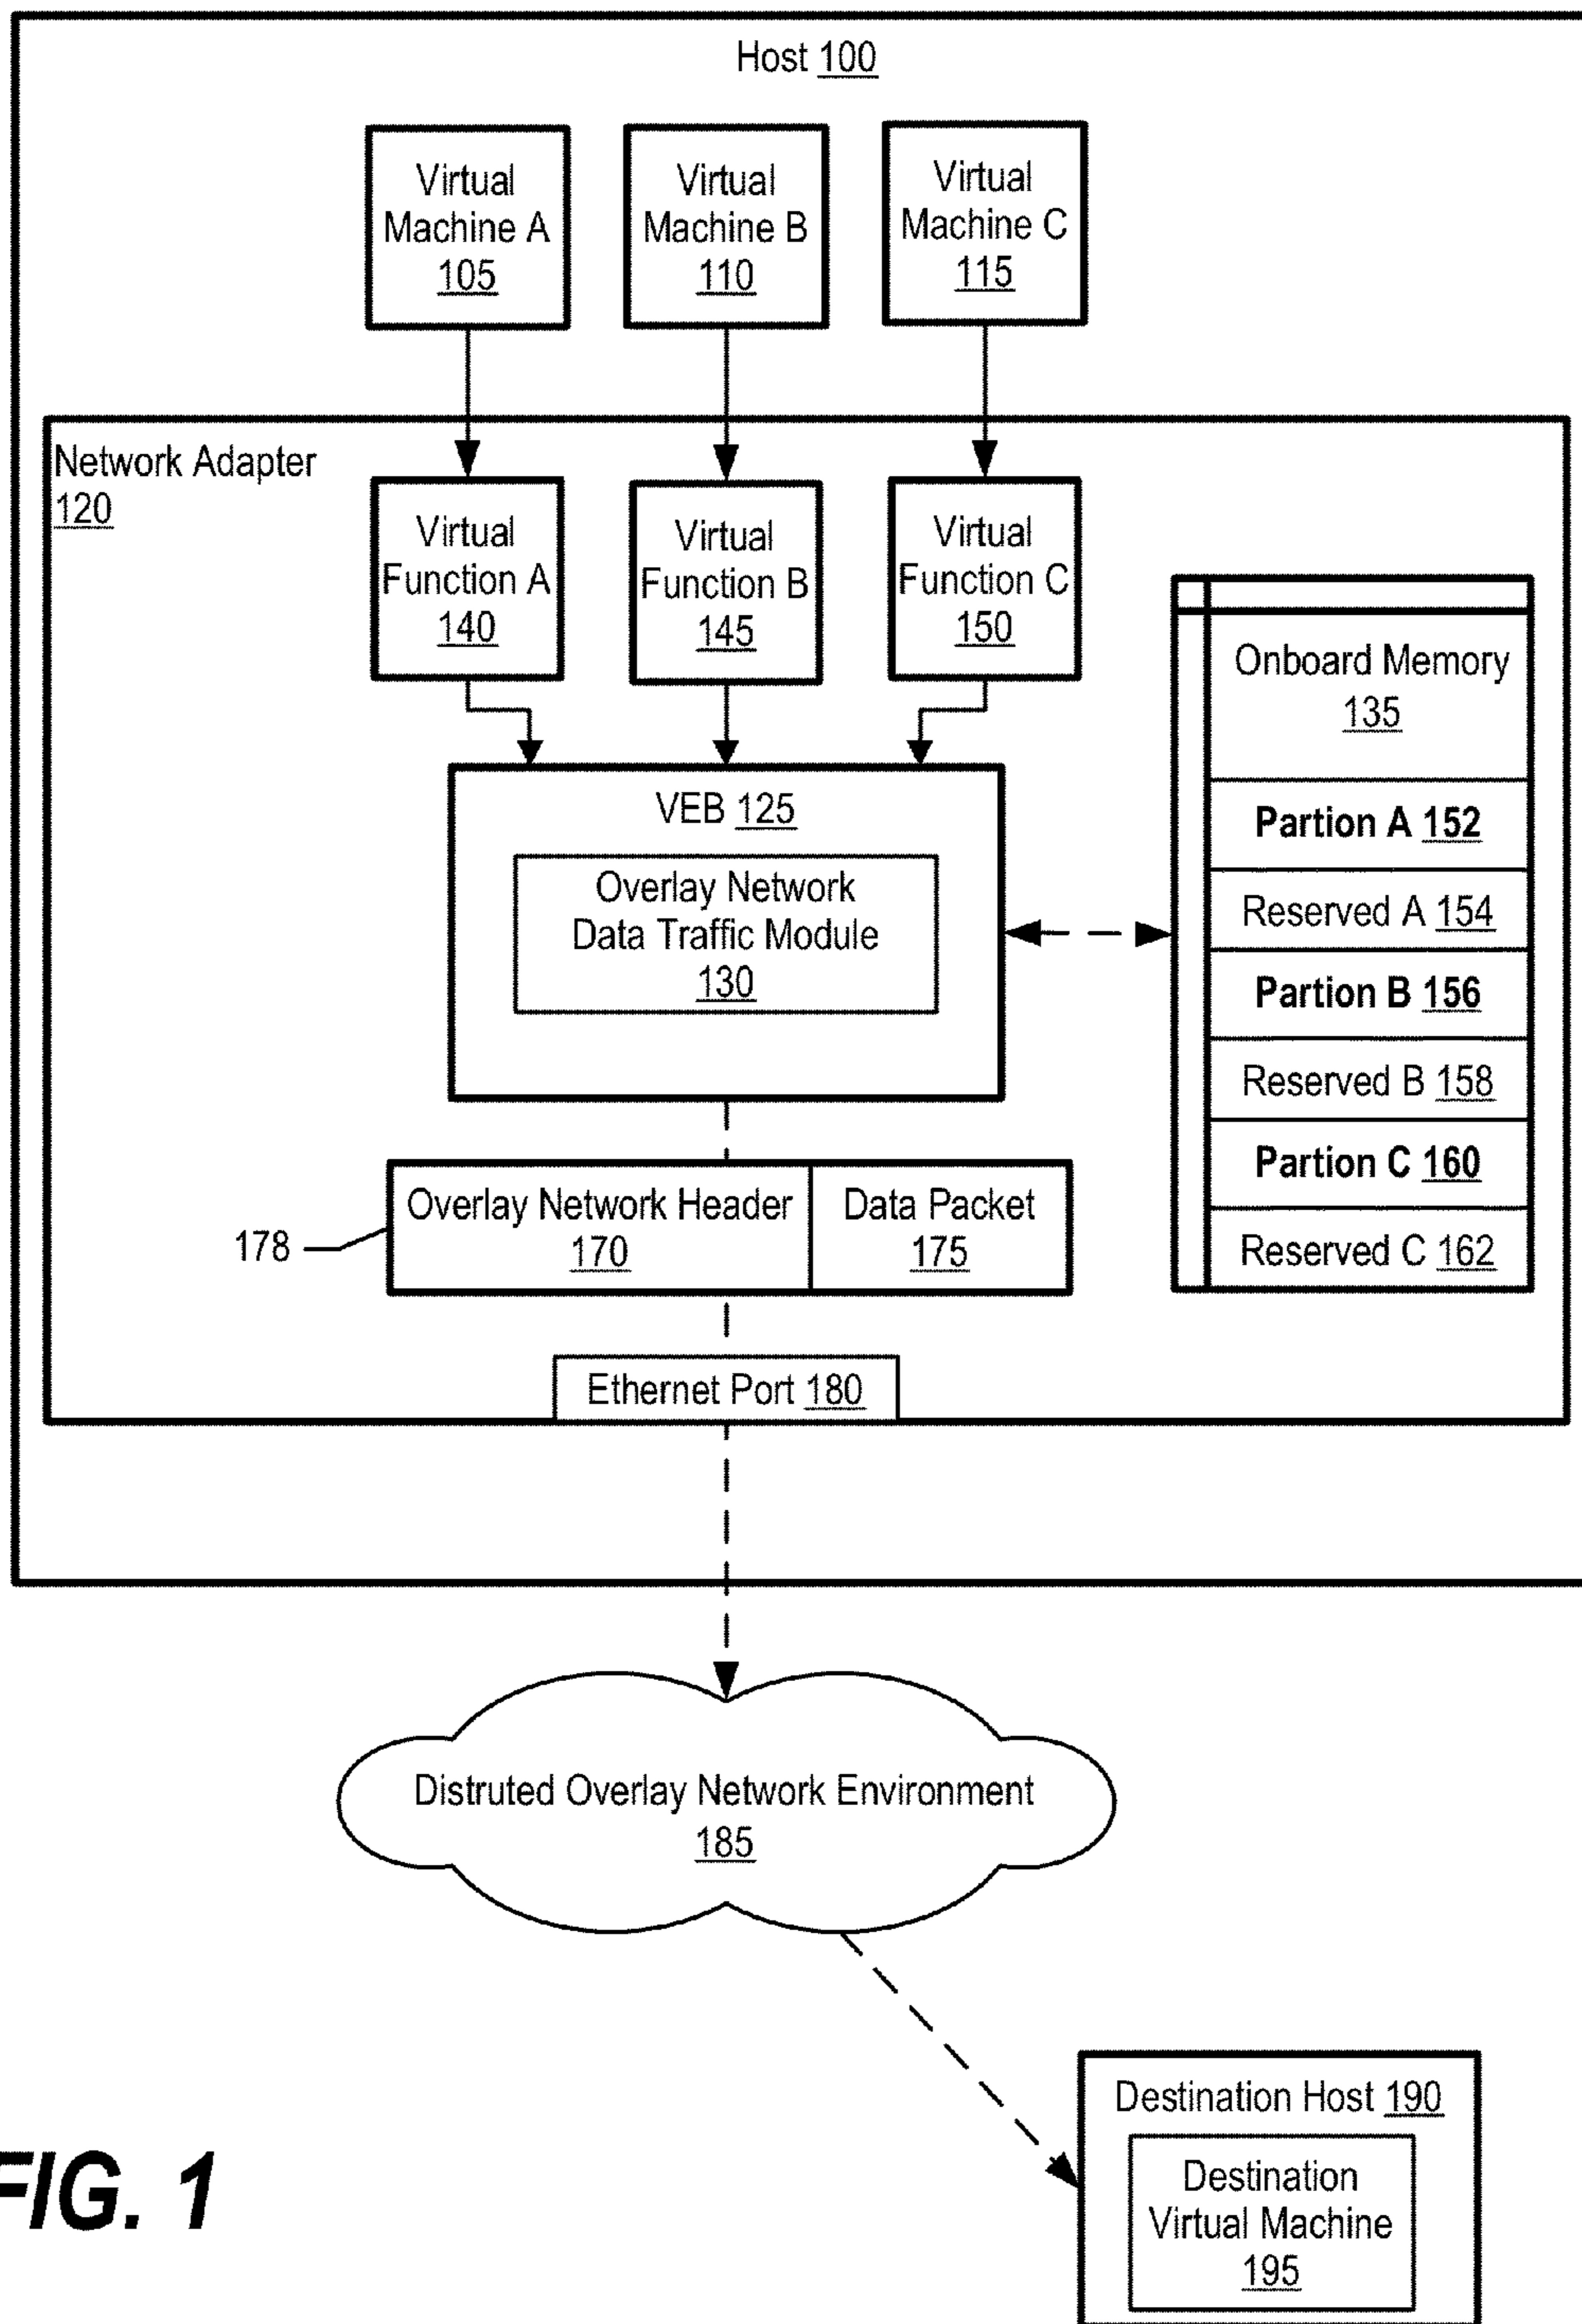 Host 100
Virtual
Machine A
105
Virtual
Machine B
110
Virtual
Machine C
115
Network Adapter
120
Virtual
Function A
140
Virtual
Function B
145
Virtual
Function C
150
Onboard Memory
135
Partion A 152
Reserved A 154
Partion B 156
Reserved B 158
Partion C 160
Reserved C 162
VEB 125
Overlay Network
Data Traffic Module
130
178
Overlay Network Header
170
Data Packet
175
Ethernet Port 180
Distruted Overlay Network Environment
185
Destination Host 190
Destination
Virtual Machine
195
FIG. 1